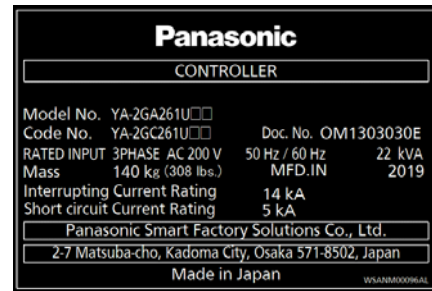 Panasonic
CONTROLLER
Model No. YA-2GA261U□□
Code No. YA-2GC261U□□ Doc. No. OM1303030E
RATED INPUT 3PHASE AC 200 V 50 Hz / 60 Hz 22 kVA
Mass 140 kg (308 lbs.) MFD.IN 2019
Interrupting Current Rating 14 kA
Short circuit Current Rating 5 kA
Panasonic Smart Factory Solutions Co., Ltd.
2-7 Matsuba-cho, Kadoma City, Osaka 571-8502, Japan
Made in Japan
WSANM00096AL